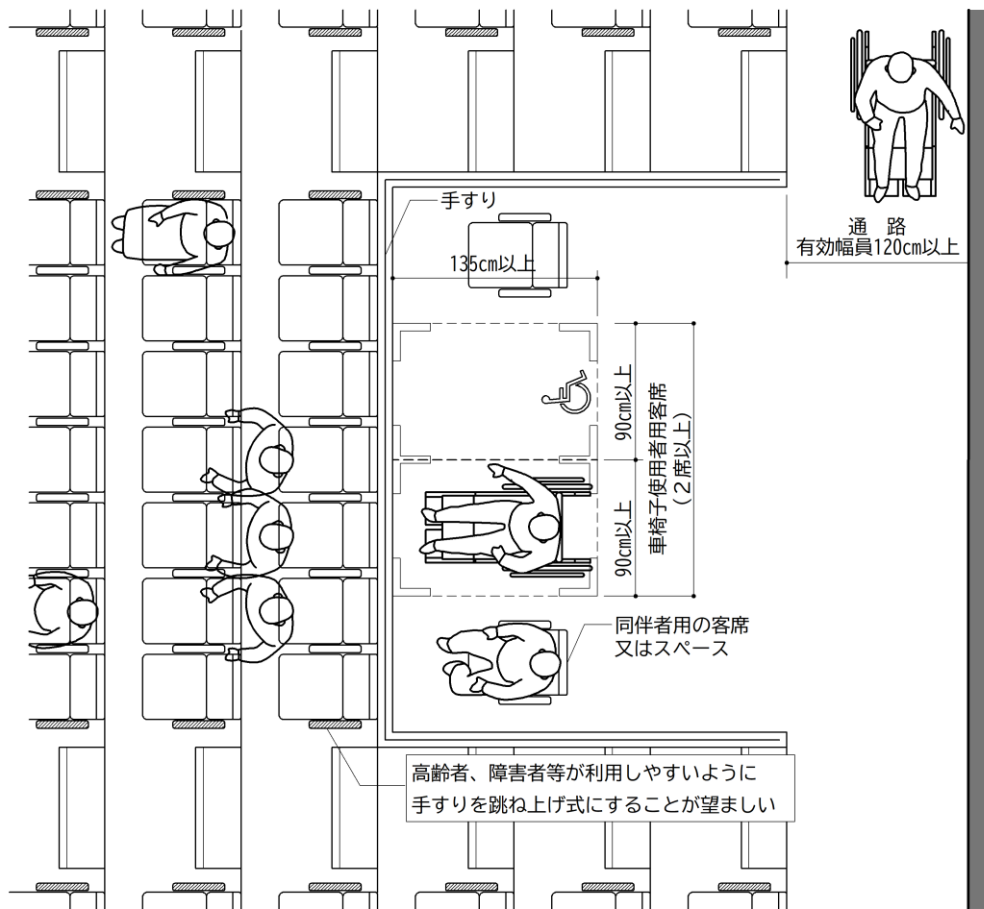 手すり
135cm以上
通　路
有効幅員120cm以上
90cm以上
90cm以上
車椅子使用者用客席
（２席以上）
同伴者用の客席
又はスペース
高齢者、障害者等が利用しやすいように
手すりを跳ね上げ式にすることが望ましい